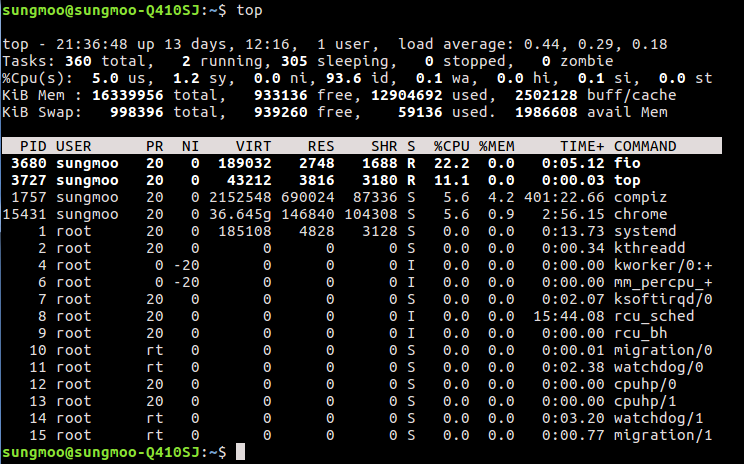 sungmoo@sungmoo-Q410SJ:~$ top
top - 21:36:48 up 13 days, 12:16,  1 user,  load average: 0.44, 0.29, 0.18
Tasks: 360 total,   2 running, 305 sleeping,   0 stopped,   0 zombie
%Cpu(s):  5.0 us,  1.2 sy,  0.0 ni, 93.6 id,  0.1 wa,  0.0 hi,  0.1 si,  0.0 st
KiB Mem : 16339956 total,   933136 free, 12904692 used,  2502128 buff/cache
KiB Swap:   998396 total,   939260 free,    59136 used.  1986608 avail Mem
PID USER      PR  NI    VIRT    RES    SHR S  %CPU %MEM     TIME+ COMMAND
3680 sungmoo   20   0  189032   2748   1688 R  22.2  0.0   0:05.12 fio
3727 sungmoo   20   0   43212   3816   3180 R  11.1  0.0   0:00.03 top
1757 sungmoo   20   0 2152548 690024  87336 S   5.6  4.2 401:22.66 compiz
15431 sungmoo   20   0 36.645g 146840 104308 S   5.6  0.9   2:56.15 chrome
1 root      20   0  185108   4828   3128 S   0.0  0.0   0:13.73 systemd
2 root      20   0       0      0      0 S   0.0  0.0   0:00.34 kthreadd
4 root       0 -20       0      0      0 I   0.0  0.0   0:00.00 kworker/0:+
6 root       0 -20       0      0      0 I   0.0  0.0   0:00.00 mm_percpu_+
7 root      20   0       0      0      0 S   0.0  0.0   0:02.07 ksoftirqd/0
8 root      20   0       0      0      0 I   0.0  0.0  15:44.08 rcu_sched
9 root      20   0       0      0      0 I   0.0  0.0   0:00.00 rcu_bh
10 root      rt   0       0      0      0 S   0.0  0.0   0:00.01 migration/0
11 root      rt   0       0      0      0 S   0.0  0.0   0:02.38 watchdog/0
12 root      20   0       0      0      0 S   0.0  0.0   0:00.00 cpuhp/0
13 root      20   0       0      0      0 S   0.0  0.0   0:00.00 cpuhp/1
14 root      rt   0       0      0      0 S   0.0  0.0   0:03.20 watchdog/1
15 root      rt   0       0      0      0 S   0.0  0.0   0:00.77 migration/1
sungmoo@sungmoo-Q410SJ:~$